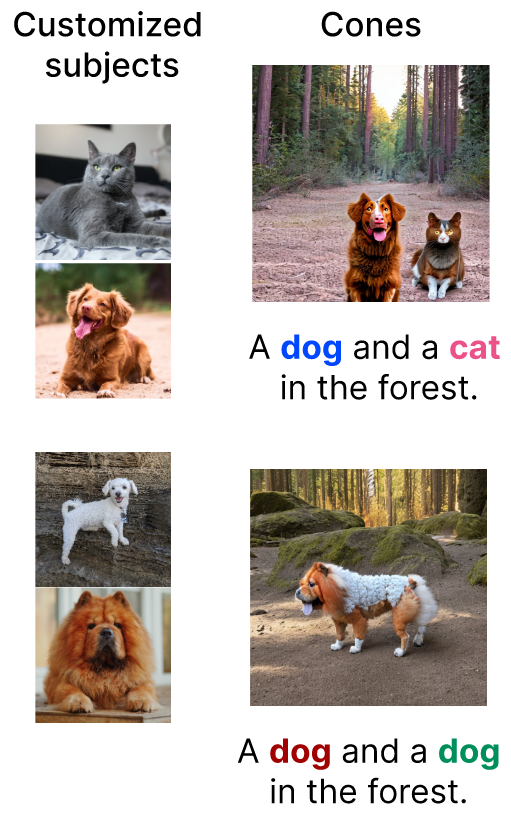 Customized
subjects
Cones
A dog and a cat
in the forest.
A dog and a dog
in the forest.